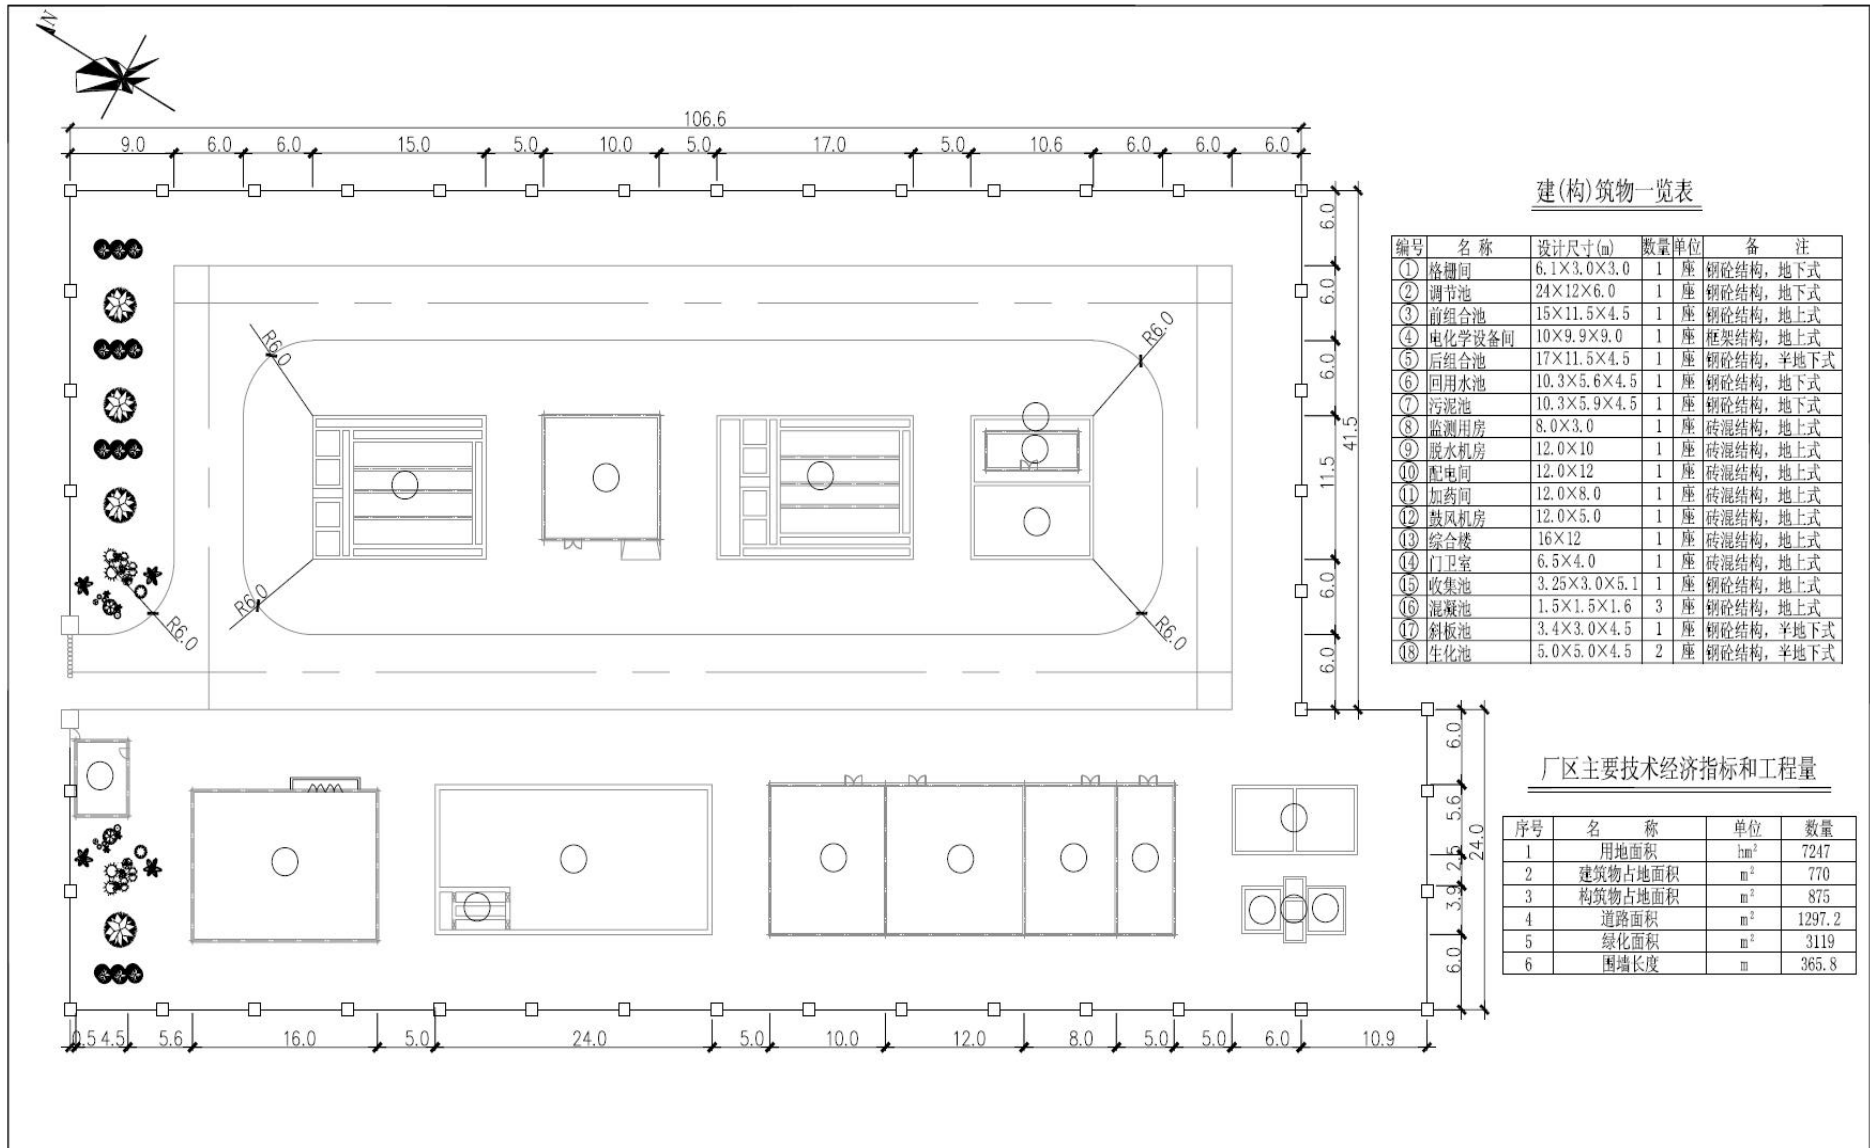 N
106.6
9.0 6.0 6.0 15.0 5.0 10.0 5.0 17.0 5.0 10.6 6.0 6.0 6.0
6.0
6.0
6.0
11.5
6.0
6.0
41.5
R6.0
R6.0
R6.0
R6.0
R6.0
6.0
5.6
2.5
3.9
6.0
24.0
0.5 4.5 5.6 16.0 5.0 24.0 5.0 10.0 12.0 8.0 5.0 5.0 6.0 10.9
建(构)筑物一览表
编号 名称 设计尺寸(m) 数量 单位 备 注
① 格栅间 6.1×3.0×3.0 1 座 钢砼结构，地下式
② 调节池 24×12×6.0 1 座 钢砼结构，地下式
③ 前组合池 15×11.5×4.5 1 座 钢砼结构，地上式
④ 电化学设备间 10×9.9×9.0 1 座 框架结构，地上式
⑤ 后组合池 17×11.5×4.5 1 座 钢砼结构，半地下式
⑥ 回用水池 10.3×5.6×4.5 1 座 钢砼结构，地下式
⑦ 污泥池 10.3×5.9×4.5 1 座 钢砼结构，地下式
⑧ 监测用房 8.0×3.0 1 座 砖混结构，地上式
⑨ 脱水机房 12.0×10 1 座 砖混结构，地上式
⑩ 配电间 12.0×12 1 座 砖混结构，地上式
⑪ 加药间 12.0×8.0 1 座 砖混结构，地上式
⑫ 鼓风机房 12.0×5.0 1 座 砖混结构，地上式
⑬ 综合楼 16×12 1 座 砖混结构，地上式
⑭ 门卫室 6.5×4.0 1 座 砖混结构，地上式
⑮ 收集池 3.25×3.0×5.1 1 座 钢砼结构，地上式
⑯ 混凝池 1.5×1.5×1.6 3 座 钢砼结构，地上式
⑰ 斜板池 3.4×3.0×4.5 1 座 钢砼结构，半地下式
⑱ 生化池 5.0×5.0×4.5 2 座 钢砼结构，半地下式
厂区主要技术经济指标和工程量
序号 名 称 单位 数量
1 用地面积 hm² 7247
2 建筑物占地面积 m² 770
3 构筑物占地面积 m² 875
4 道路面积 m² 1297.2
5 绿化面积 m² 3119
6 围墙长度 m 365.8